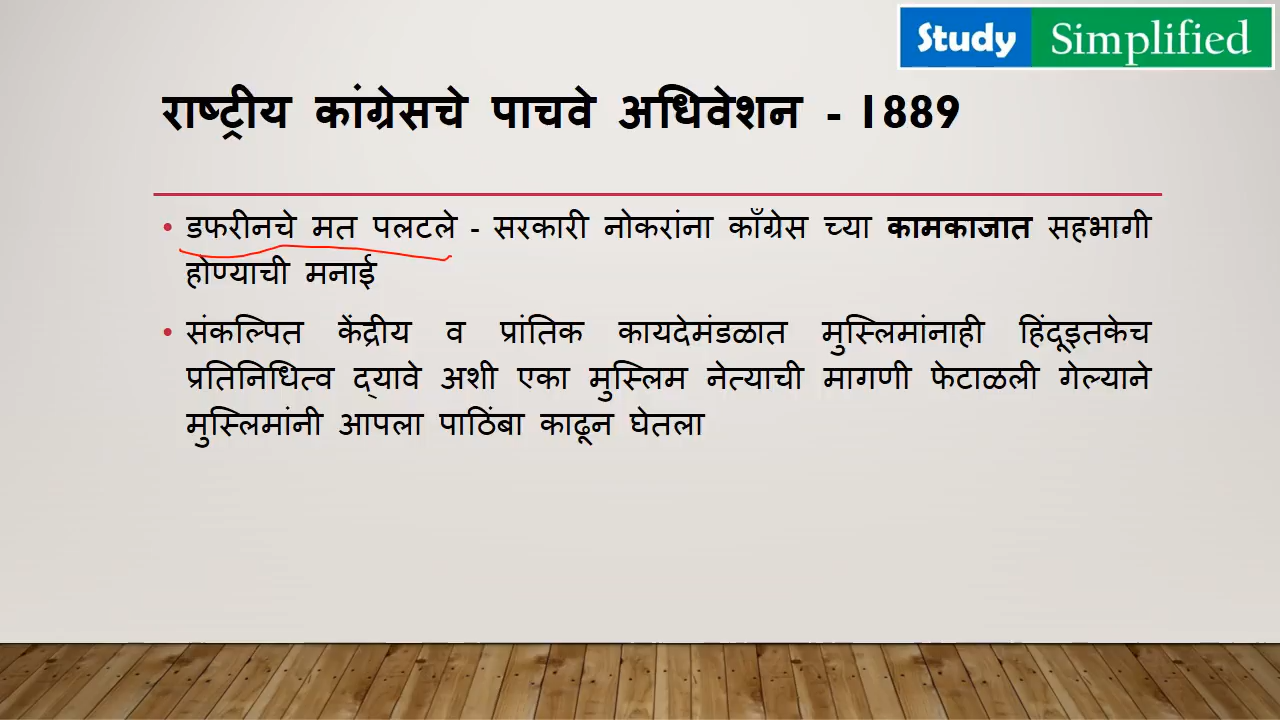 Study Simplified
राष्ट्रीय कांग्रेसचे पाचवे अधिवेशन - 1889
• डफरीनचे मत पलटले - सरकारी नोकरांना काँग्रेस च्या कामकाजात सहभागी
होण्याची मनाई
• संकल्पित केंद्रीय व प्रांतिक कायदेमंडळात मुस्लिमांनाही हिंदूइतकेच
प्रतिनिधित्व द्‌यावे अशी एका मुस्लिम नेत्याची मागणी फेटाळली गेल्याने
मुस्लिमांनी आपला पाठिंबा काढून घेतला